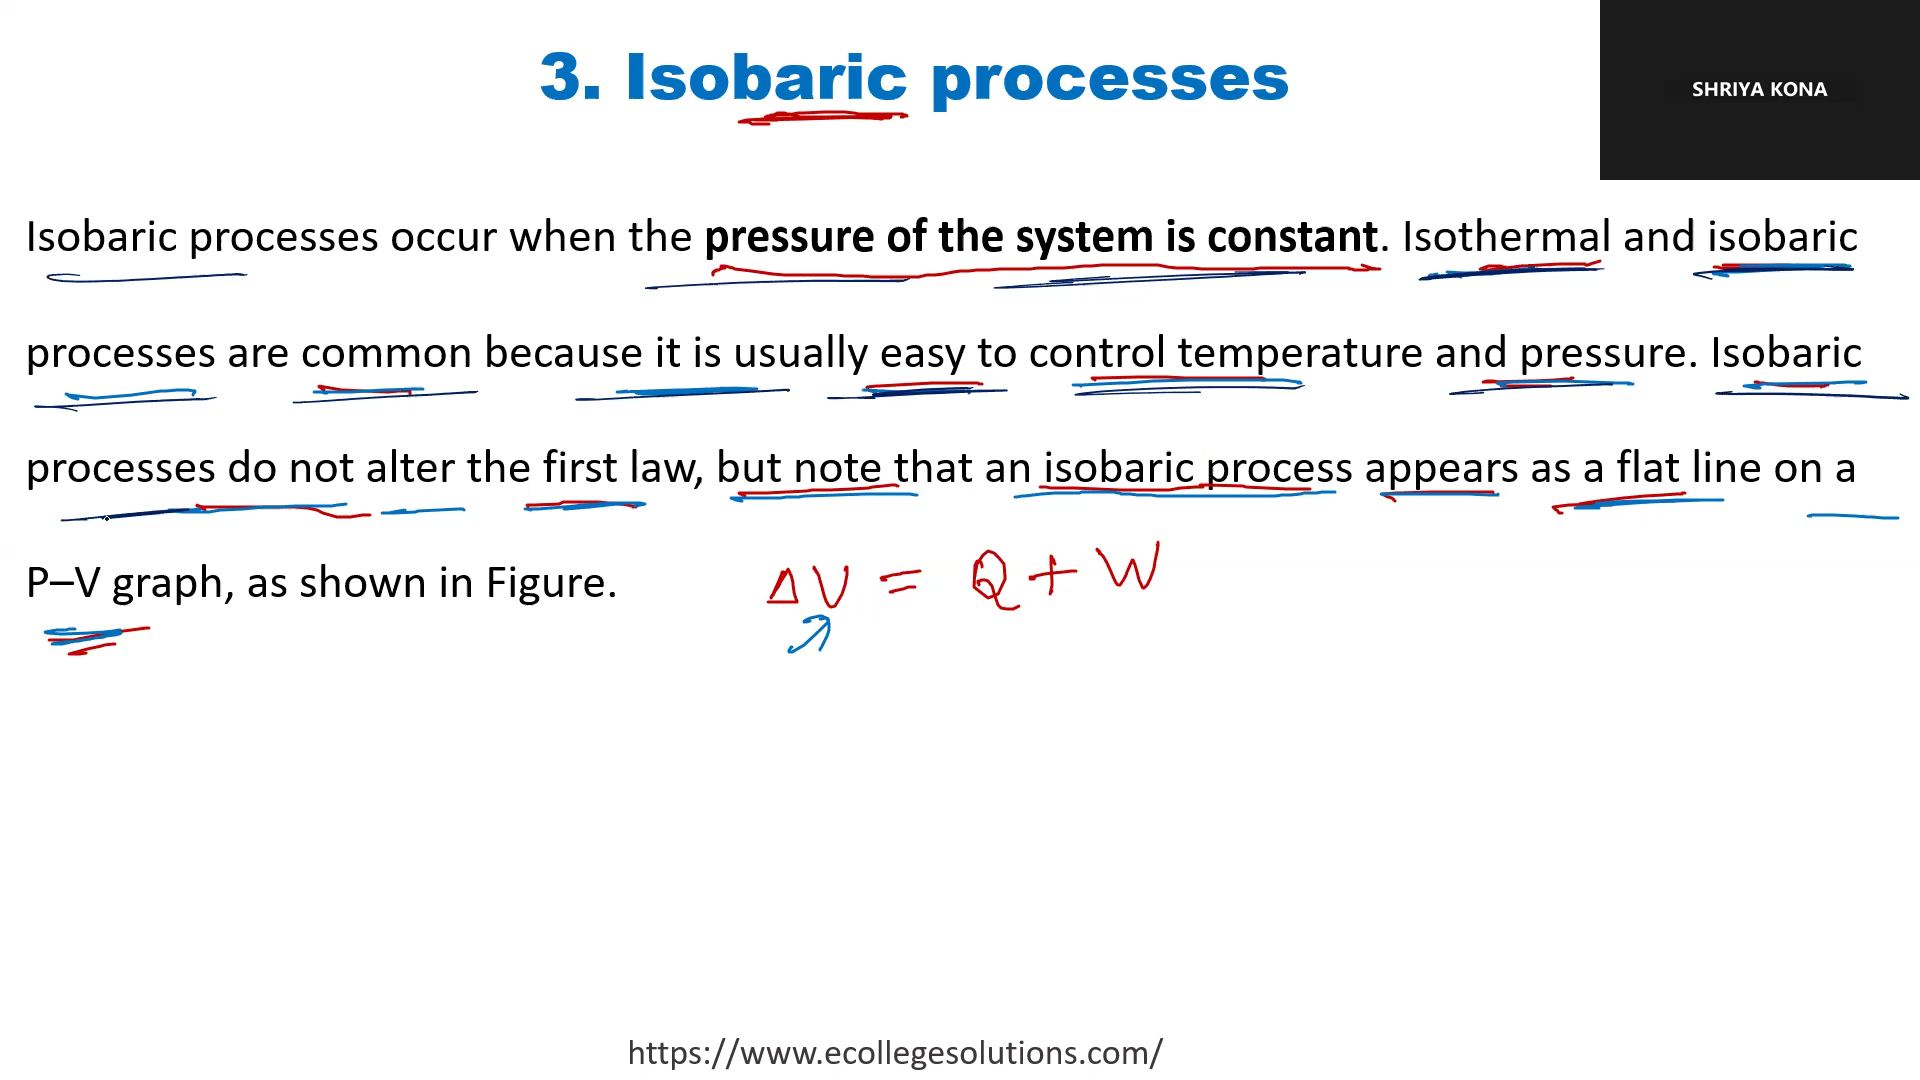 3. Isobaric processes
SHRIYA KONA
Isobaric processes occur when the pressure of the system is constant. Isothermal and isobaric
processes are common because it is usually easy to control temperature and pressure. Isobaric
processes do not alter the first law, but note that an isobaric process appears as a flat line on a
P–V graph, as shown in Figure.
ΔU = Q + W
https://www.ecollegesolutions.com/